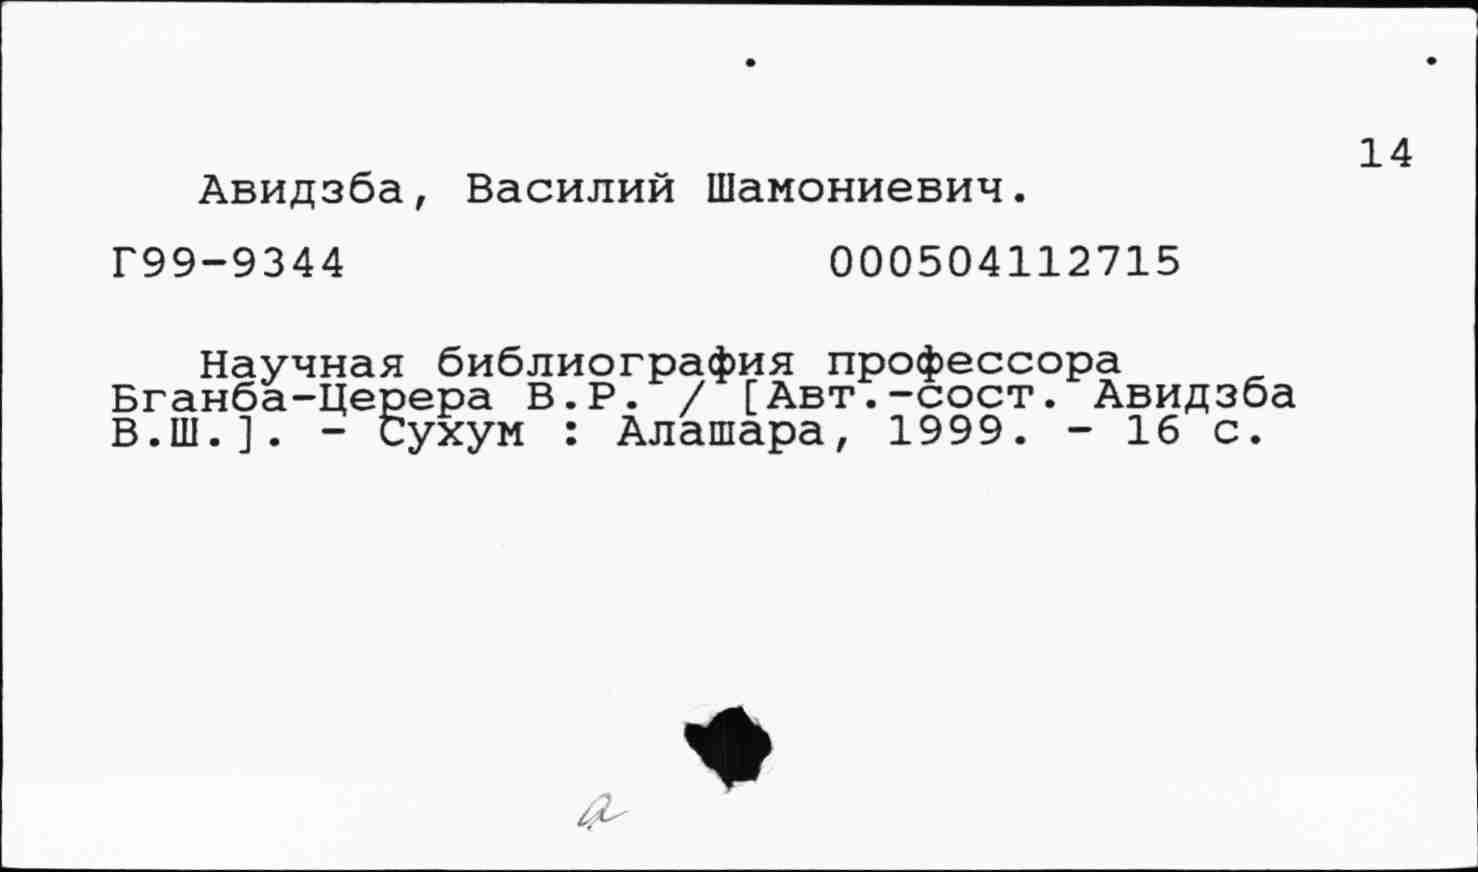 14
Авидзба, Василий Шамониевич.
Г99-9344 000504112715
Научная библиография профессора
Бганба-Церера В.Р. / [Авт.-сост. Авидзба
В.Ш.]. - Сухум : Алашара, 1999. - 16 с.
а